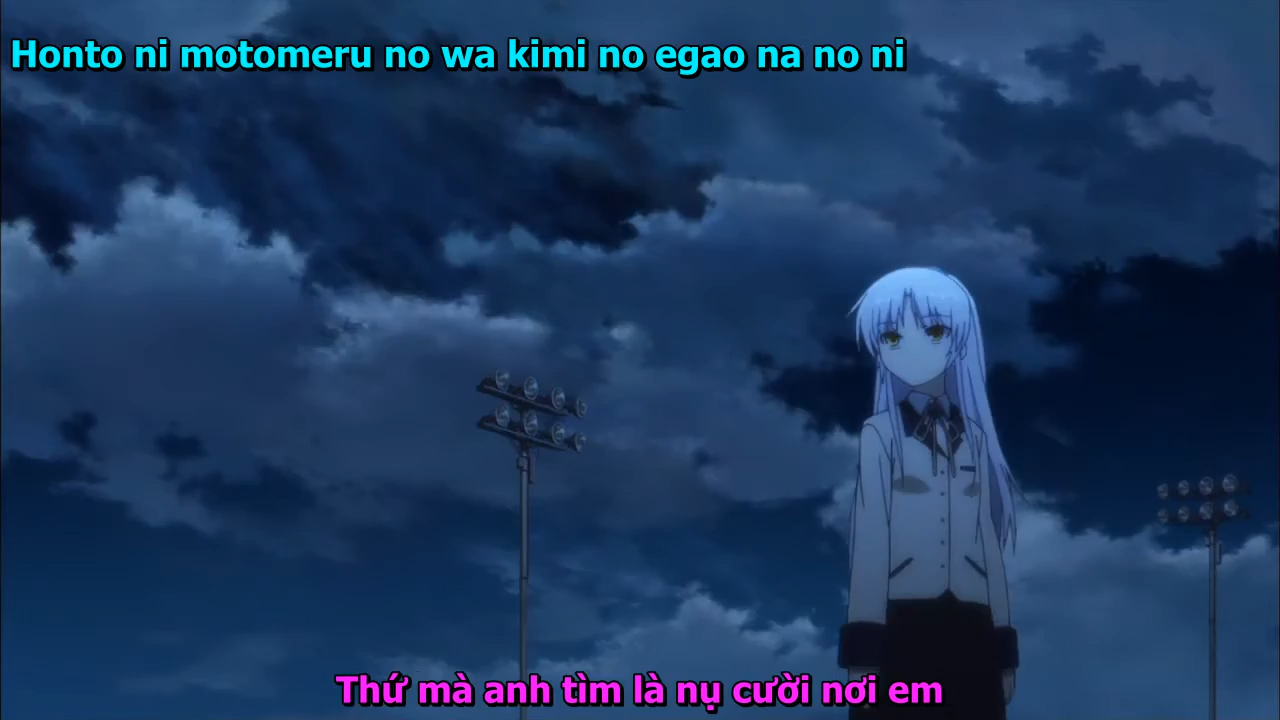 Honto ni motomeru no wa kimi no egao na no ni
Thứ mà anh tìm là nụ cười nơi em